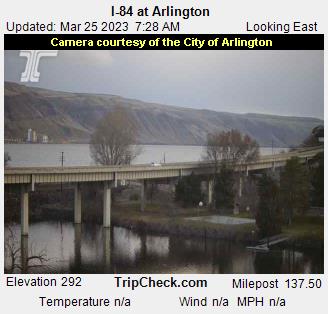 I-84 at Arlington
Updated: Mar 25 2023 7:28 AM Looking East
Camera courtesy of the City of Arlington
Elevation 292 TripCheck.com Milepost 137.50
Temperature n/a Wind n/a MPH n/a